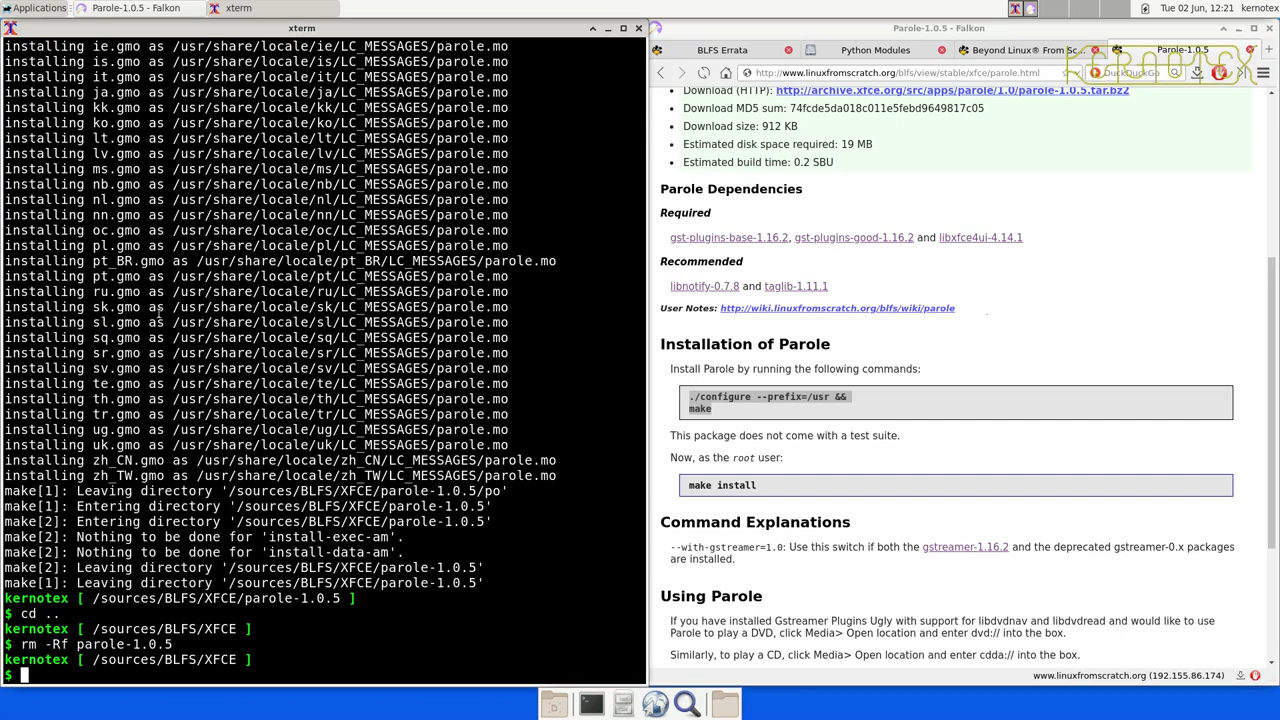 Applications
Parole-1.0.5 - Falkon
xterm
Tue 02 Jun, 12:21
kernotex
xterm
installing ie.gmo as /usr/share/locale/ie/LC_MESSAGES/parole.mo
installing is.gmo as /usr/share/locale/is/LC_MESSAGES/parole.mo
installing it.gmo as /usr/share/locale/it/LC_MESSAGES/parole.mo
installing ja.gmo as /usr/share/locale/ja/LC_MESSAGES/parole.mo
installing kk.gmo as /usr/share/locale/kk/LC_MESSAGES/parole.mo
installing ko.gmo as /usr/share/locale/ko/LC_MESSAGES/parole.mo
installing lt.gmo as /usr/share/locale/lt/LC_MESSAGES/parole.mo
installing lv.gmo as /usr/share/locale/lv/LC_MESSAGES/parole.mo
installing ms.gmo as /usr/share/locale/ms/LC_MESSAGES/parole.mo
installing nb.gmo as /usr/share/locale/nb/LC_MESSAGES/parole.mo
installing nl.gmo as /usr/share/locale/nl/LC_MESSAGES/parole.mo
installing nn.gmo as /usr/share/locale/nn/LC_MESSAGES/parole.mo
installing oc.gmo as /usr/share/locale/oc/LC_MESSAGES/parole.mo
installing pl.gmo as /usr/share/locale/pl/LC_MESSAGES/parole.mo
installing pt_BR.gmo as /usr/share/locale/pt_BR/LC_MESSAGES/parole.mo
installing pt.gmo as /usr/share/locale/pt/LC_MESSAGES/parole.mo
installing ru.gmo as /usr/share/locale/ru/LC_MESSAGES/parole.mo
installing sk.gmo as /usr/share/locale/sk/LC_MESSAGES/parole.mo
installing sl.gmo as /usr/share/locale/sl/LC_MESSAGES/parole.mo
installing sq.gmo as /usr/share/locale/sq/LC_MESSAGES/parole.mo
installing sr.gmo as /usr/share/locale/sr/LC_MESSAGES/parole.mo
installing sv.gmo as /usr/share/locale/sv/LC_MESSAGES/parole.mo
installing te.gmo as /usr/share/locale/te/LC_MESSAGES/parole.mo
installing th.gmo as /usr/share/locale/th/LC_MESSAGES/parole.mo
installing tr.gmo as /usr/share/locale/tr/LC_MESSAGES/parole.mo
installing ug.gmo as /usr/share/locale/ug/LC_MESSAGES/parole.mo
installing uk.gmo as /usr/share/locale/uk/LC_MESSAGES/parole.mo
installing zh_CN.gmo as /usr/share/locale/zh_CN/LC_MESSAGES/parole.mo
installing zh_TW.gmo as /usr/share/locale/zh_TW/LC_MESSAGES/parole.mo
make[1]: Leaving directory '/sources/BLFS/XFCE/parole-1.0.5/po'
make[1]: Entering directory '/sources/BLFS/XFCE/parole-1.0.5'
make[2]: Entering directory '/sources/BLFS/XFCE/parole-1.0.5'
make[2]: Nothing to be done for 'install-exec-am'.
make[2]: Nothing to be done for 'install-data-am'.
make[2]: Leaving directory '/sources/BLFS/XFCE/parole-1.0.5'
make[1]: Leaving directory '/sources/BLFS/XFCE/parole-1.0.5'
kernotex [ /sources/BLFS/XFCE/parole-1.0.5 ]
$ cd ..
kernotex [ /sources/BLFS/XFCE ]
$ rm -Rf parole-1.0.5
kernotex [ /sources/BLFS/XFCE ]
$
Parole-1.0.5 - Falkon
BLFS Errata
Python Modules
Beyond Linux® From Sc...
Parole-1.0.5
KERNOTEX
http://www.linuxfromscratch.org/blfs/view/stable/xfce/parole.html
DuckDuckGo
• Download (HTTP): http://archive.xfce.org/src/apps/parole/1.0/parole-1.0.5.tar.bz2
• Download MD5 sum: 74fcde5da018c011e5febd9649817c05
• Download size: 912 KB
• Estimated disk space required: 19 MB
• Estimated build time: 0.2 SBU
Parole Dependencies
Required
gst-plugins-base-1.16.2, gst-plugins-good-1.16.2 and libxfce4ui-4.14.1
Recommended
libnotify-0.7.8 and taglib-1.11.1
User Notes: http://wiki.linuxfromscratch.org/blfs/wiki/parole
Installation of Parole
Install Parole by running the following commands:
./configure --prefix=/usr &&
make
This package does not come with a test suite.
Now, as the root user:
make install
Command Explanations
--with-gstreamer=1.0: Use this switch if both the gstreamer-1.16.2 and the deprecated gstreamer-0.x packages
are installed.
Using Parole
If you have installed Gstreamer Plugins Ugly with support for libdvdnav and libdvdread and would like to use
Parole to play a DVD, click Media> Open location and enter dvd:// into the box.
Similarly, to play a CD, click Media> Open location and enter cdda:// into the box.
www.linuxfromscratch.org (192.155.86.174)